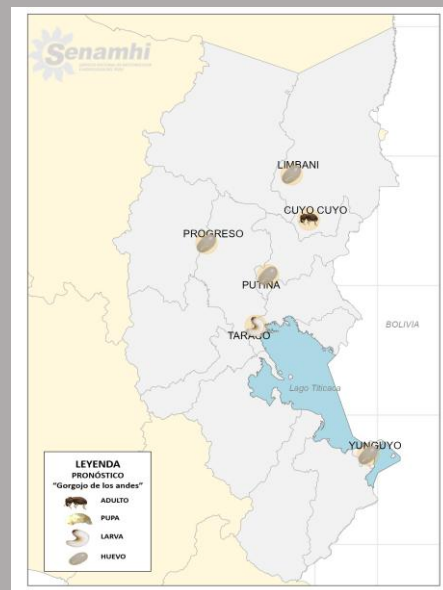 Senamhi
LIMBANI
CUYO CUYO
PROGRESO
PUTINA
TARACO
BOLIVIA
Lago Titicaca
YUNGUYO
LEYENDA
PRONÓSTICO
"Gorgojo de los andes"
ADULTO
PUPA
LARVA
HUEVO